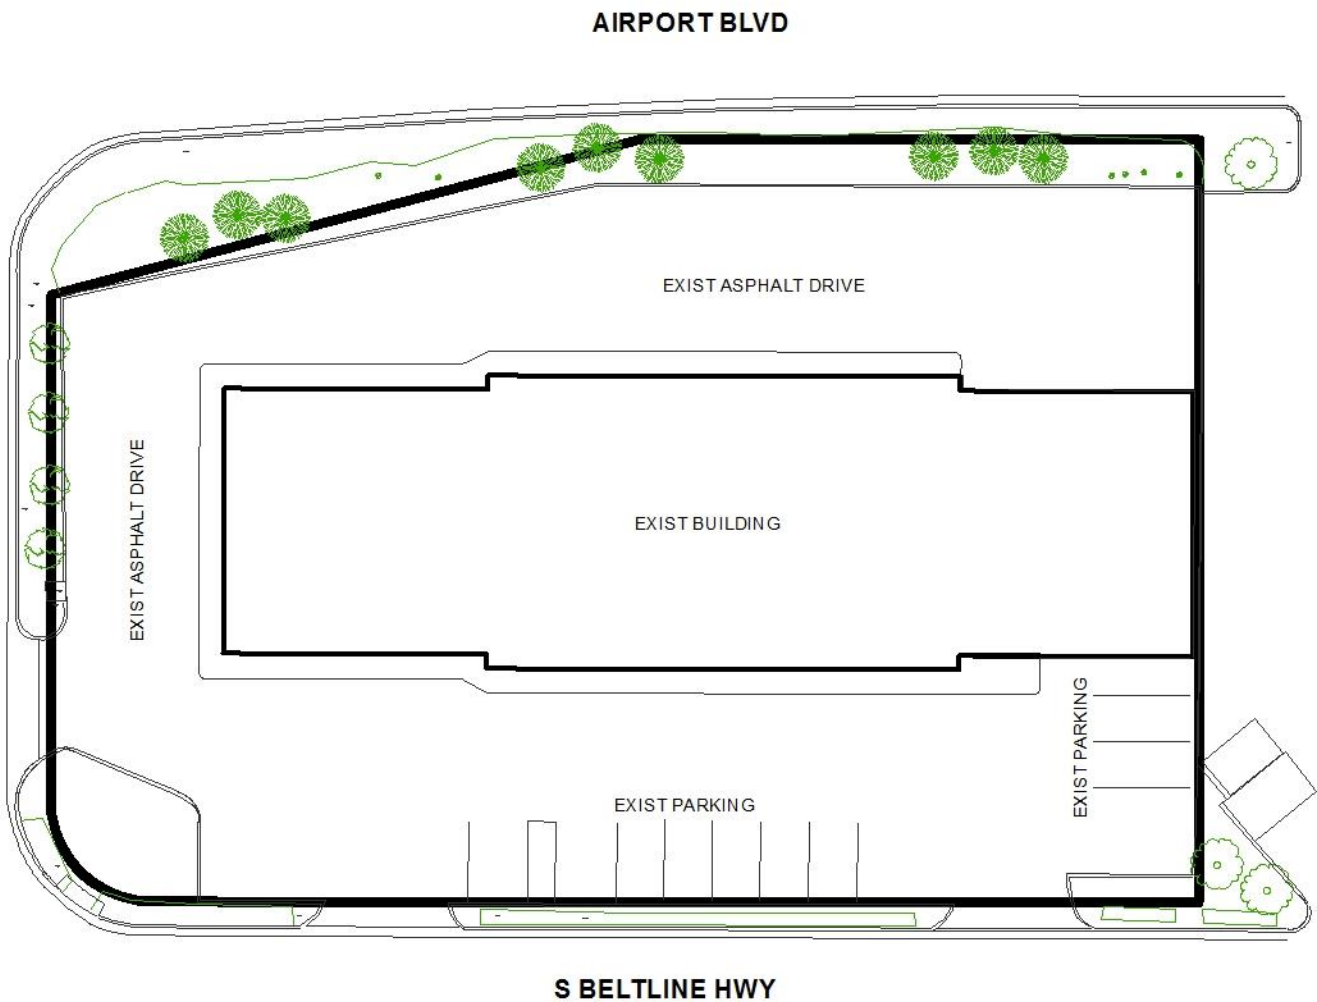 AIRPORT BLVD
EXIST ASPHALT DRIVE
EXIST ASPHALT DRIVE
EXIST BUILDING
EXIST PARKING
EXIST PARKING
S BELTLINE HWY